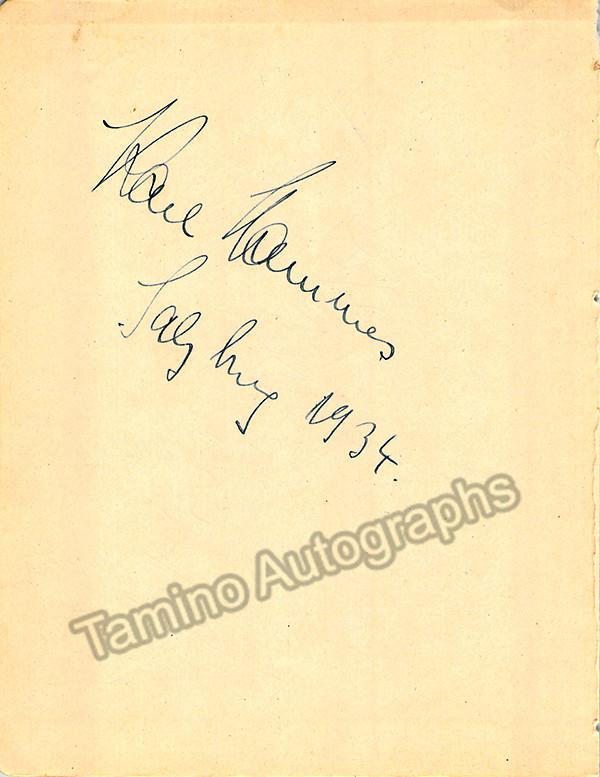 Karl Hammes
Salzburg 1934.
Tamino Autographs